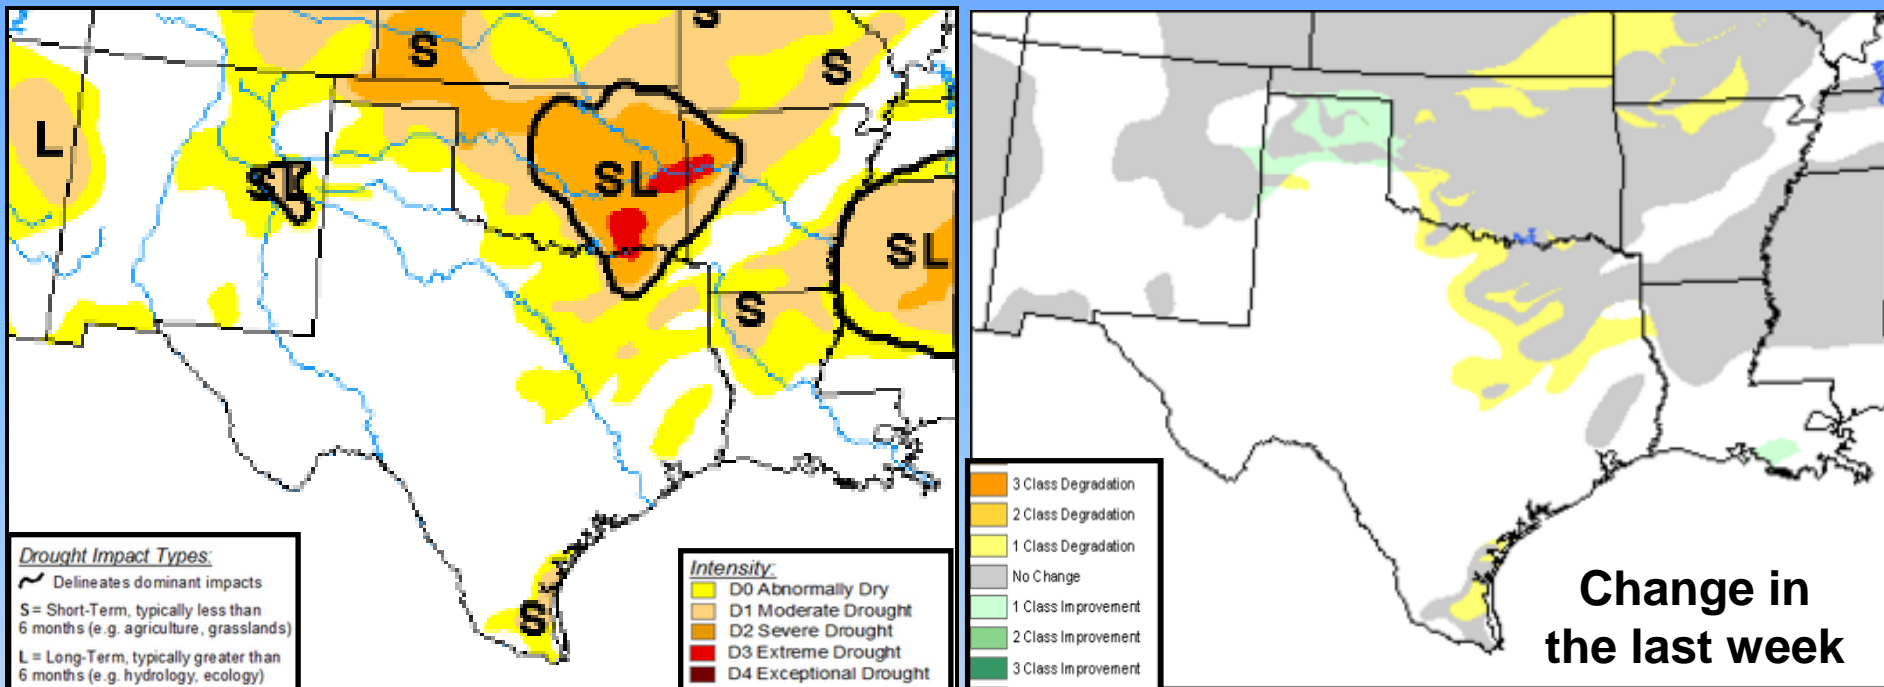 S
S
S
L
SL
SL
S
S
Drought Impact Types:
Delineates dominant impacts
S = Short-Term, typically less than
6 months (e.g. agriculture, grasslands)
L = Long-Term, typically greater than
6 months (e.g. hydrology, ecology)
Intensity:
D0 Abnormally Dry
D1 Moderate Drought
D2 Severe Drought
D3 Extreme Drought
D4 Exceptional Drought
3 Class Degradation
2 Class Degradation
1 Class Degradation
No Change
1 Class Improvement
2 Class Improvement
3 Class Improvement
Change in
the last week